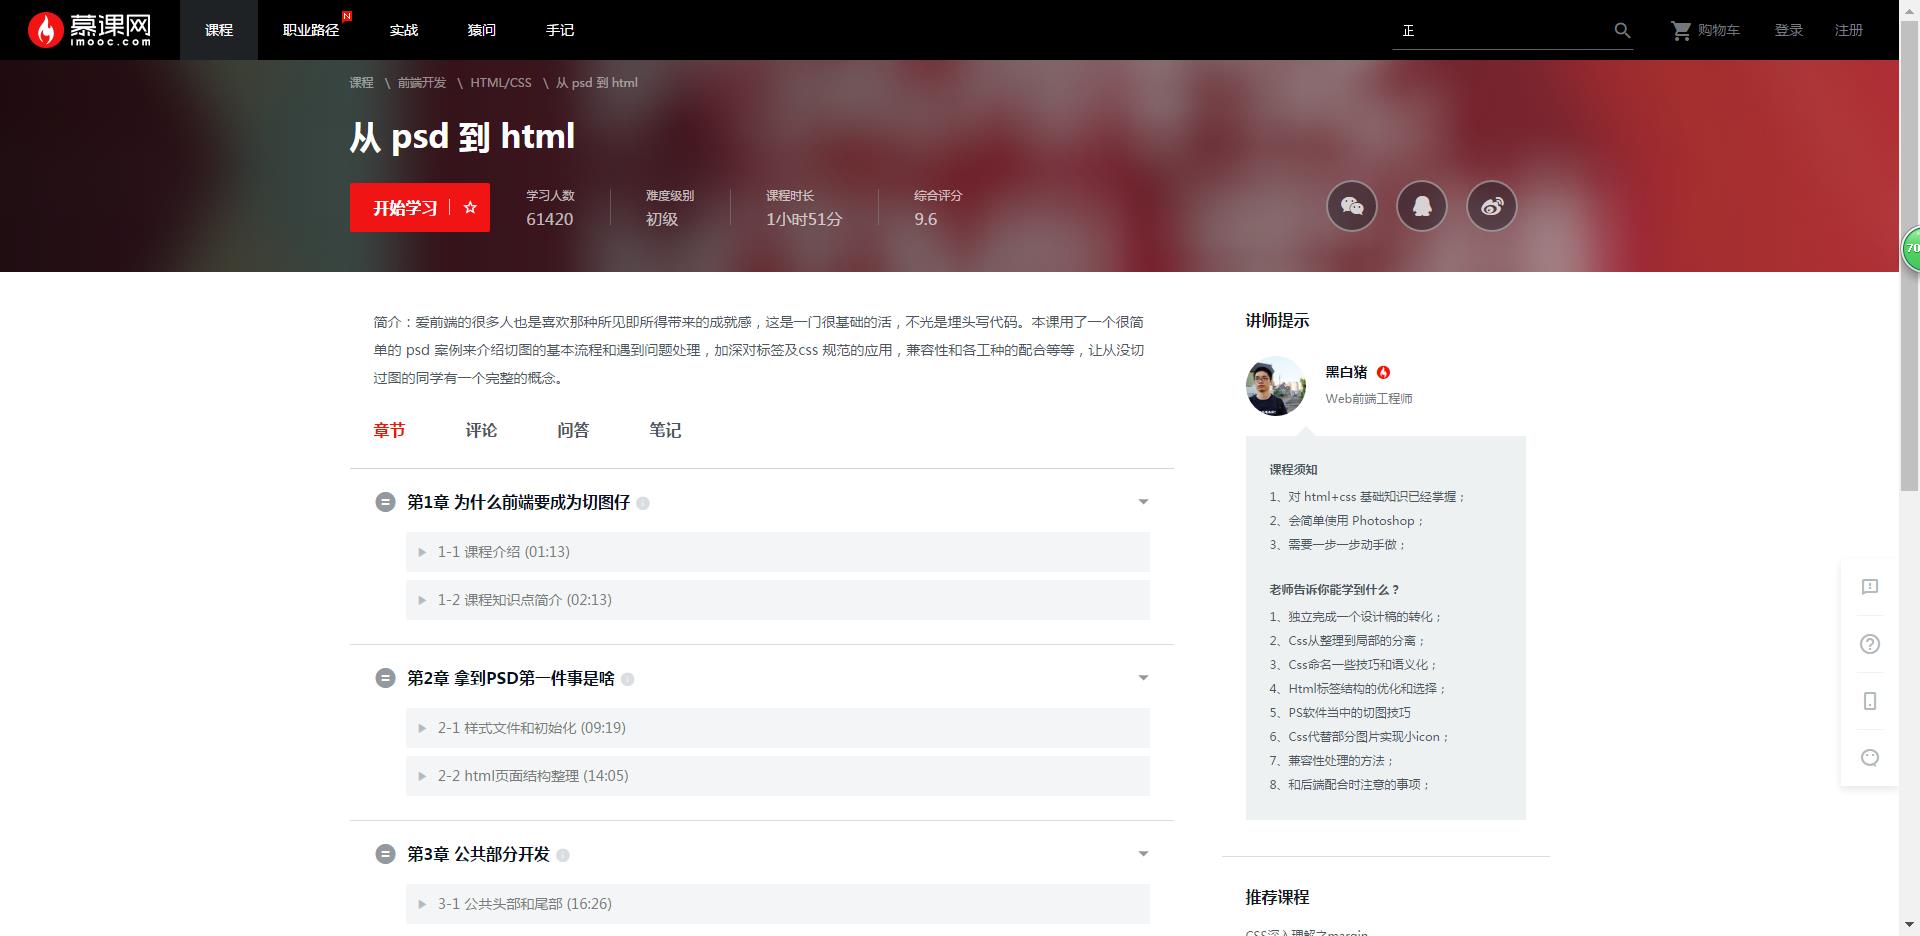 慕课网
imooc.com
课程
职业路径
N
实战
猿问
手记
正
购物车
登录
注册
课程 \ 前端开发 \ HTML/CSS \ 从 psd 到 html
从 psd 到 html
开始学习
学习人数
61420
难度级别
初级
课程时长
1小时51分
综合评分
9.6
70
简介：爱前端的很多人也是喜欢那种所见即所得带来的成就感，这是一门很基础的活，不光是埋头写代码。本课用了一个很简
单的 psd 案例来介绍切图的基本流程和遇到问题处理，加深对标签及css 规范的应用，兼容性和各工种的配合等等，让从没切
过图的同学有一个完整的概念。
章节
评论
问答
笔记
第1章 为什么前端要成为切图仔
1-1 课程介绍 (01:13)
1-2 课程知识点简介 (02:13)
第2章 拿到PSD第一件事是啥
2-1 样式文件和初始化 (09:19)
2-2 html页面结构整理 (14:05)
第3章 公共部分开发
3-1 公共头部和尾部 (16:26)
讲师提示
黑白猪
Web前端工程师
课程须知
1、对 html+css 基础知识已经掌握；
2、会简单使用 Photoshop；
3、需要一步一步动手做；
老师告诉你能学到什么？
1、独立完成一个设计稿的转化；
2、Css从整理到局部的分离；
3、Css命名一些技巧和语义化；
4、Html标签结构的优化和选择；
5、PS软件当中的切图技巧
6、Css代替部分图片实现小icon；
7、兼容性处理的方法；
8、和后端配合时注意的事项；
推荐课程
CSS深入理解之margin